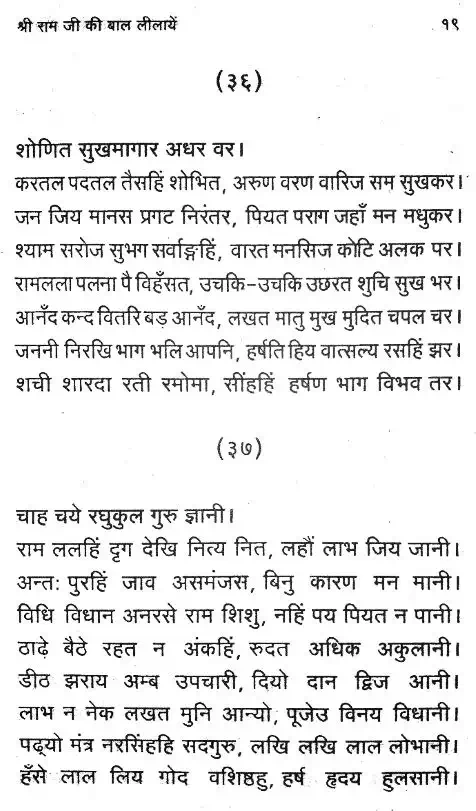 श्री राम जी की बाल लीलायें १९
(३६)
शोणित सुखमागार अधर वर।
करतल पदतल तैसहिं शोभित, अरुण वरण वारिज सम सुखकर।
जन जिय मानस प्रगट निरंतर, पियत पराग जहाँ मन मधुकर।
श्याम सरोज सुभग सर्वाङ्गहिं, वारत मनसिज कोटि अलक पर।
रामलला पलना पै विहँसत, उचकि-उचकि उछरत शुचि सुख भर।
आनँद कन्द वितरि बड़ आनँद, लखत मातु मुख मुदित चपल चर।
जननी निरखि भाग भलि आपनि, हर्षति हिय वात्सल्य रसहिं झर।
शची शारदा रती रमोमा, सींहहिं हर्षण भाग विभव तर।
(३७)
चाह चये रघुकुल गुरु ज्ञानी।
राम ललहिं दृग देखि नित्य नित, लहौं लाभ जिय जानी।
अन्तः पुरहिं जाव असमंजस, बिनु कारण मन मानी।
विधि विधान अनरसे राम शिशु, नहिं पय पियत न पानी।
ठाढ़े बैठे रहत न अंकहिं, रुदत अधिक अकुलानी।
डीठ झराय अम्ब उपचारी, दियो दान द्विज आनी।
लाभ न नेक लखत मुनि आन्यो, पूजेउ विनय विधानी।
पढ्यो मंत्र नरसिंहहि सदगुरु, लखि लखि लाल लोभानी।
हँसे लाल लिय गोद वशिष्ठहु, हर्ष हृदय हुलसानी।